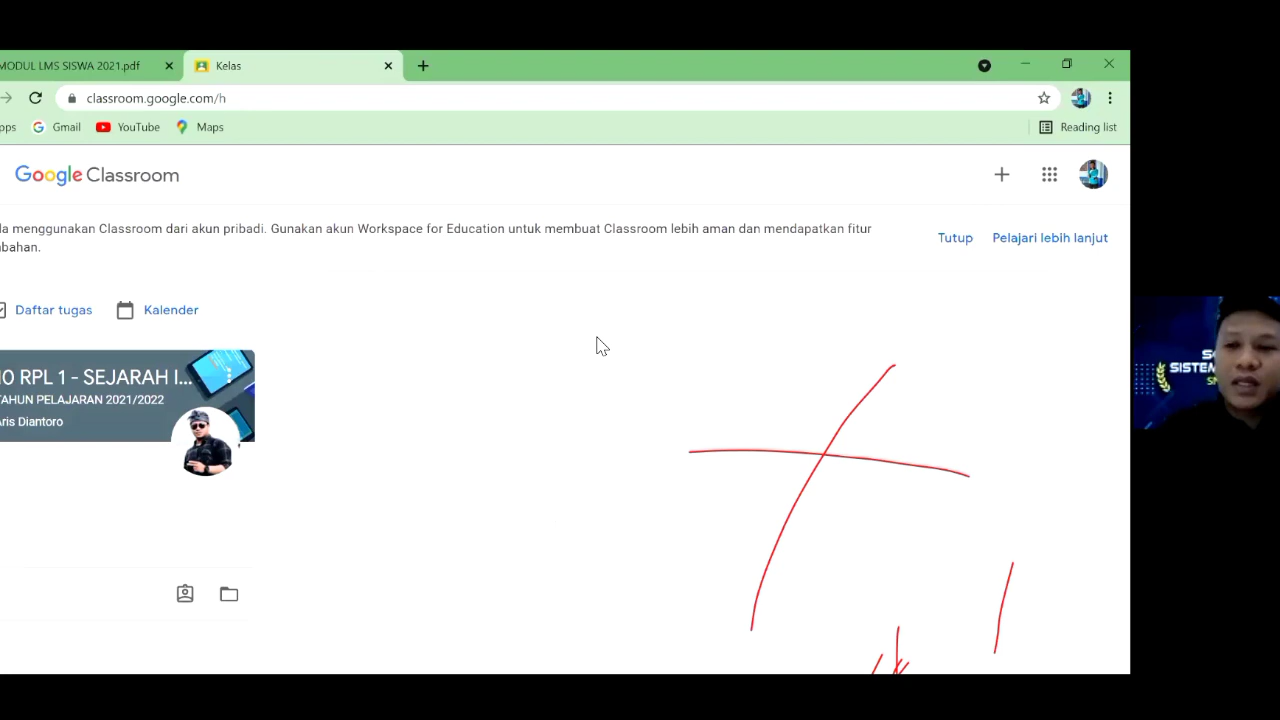 MODUL LMS SISWA 2021.pdf
Kelas
classroom.google.com/h
Gmail
YouTube
Maps
Reading list
Google Classroom
menggunakan Classroom dari akun pribadi. Gunakan akun Workspace for Education untuk membuat Classroom lebih aman dan mendapatkan fitur
Tutup
Pelajari lebih lanjut
Daftar tugas
Kalender
10 RPL 1 - SEJARAH I...
TAHUN PELAJARAN 2021/2022
Aris Diantoro